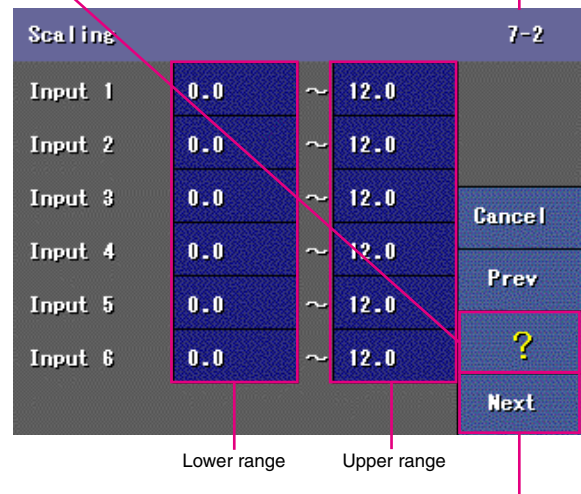 Scaling 7-2
Input 1 0.0 ~ 12.0
Input 2 0.0 ~ 12.0
Input 3 0.0 ~ 12.0
Cancel
Input 4 0.0 ~ 12.0
Prev
Input 5 0.0 ~ 12.0
?
Input 6 0.0 ~ 12.0
Next
Lower range Upper range